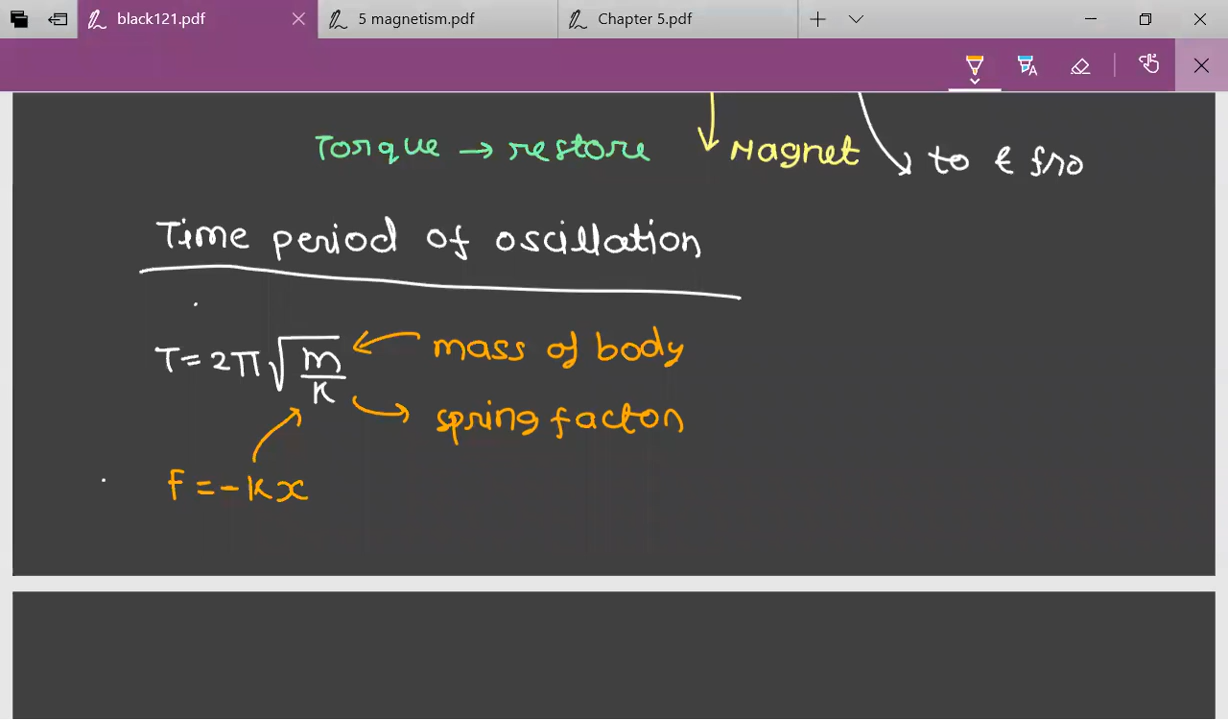 black121.pdf
5 magnetism.pdf
Chapter 5.pdf
Torque → restore
Magnet
to & fro
Time period of oscillation
T = 2π√(m/K)
mass of body
spring factor
F = -Kx